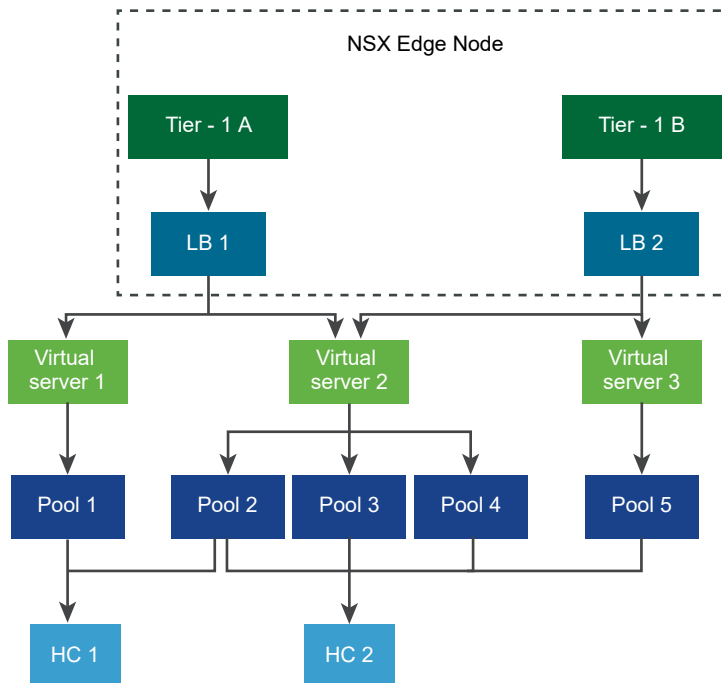 NSX Edge Node
Tier - 1 A
Tier - 1 B
LB 1
LB 2
Virtual
server 1
Virtual
server 2
Virtual
server 3
Pool 1
Pool 2
Pool 3
Pool 4
Pool 5
HC 1
HC 2